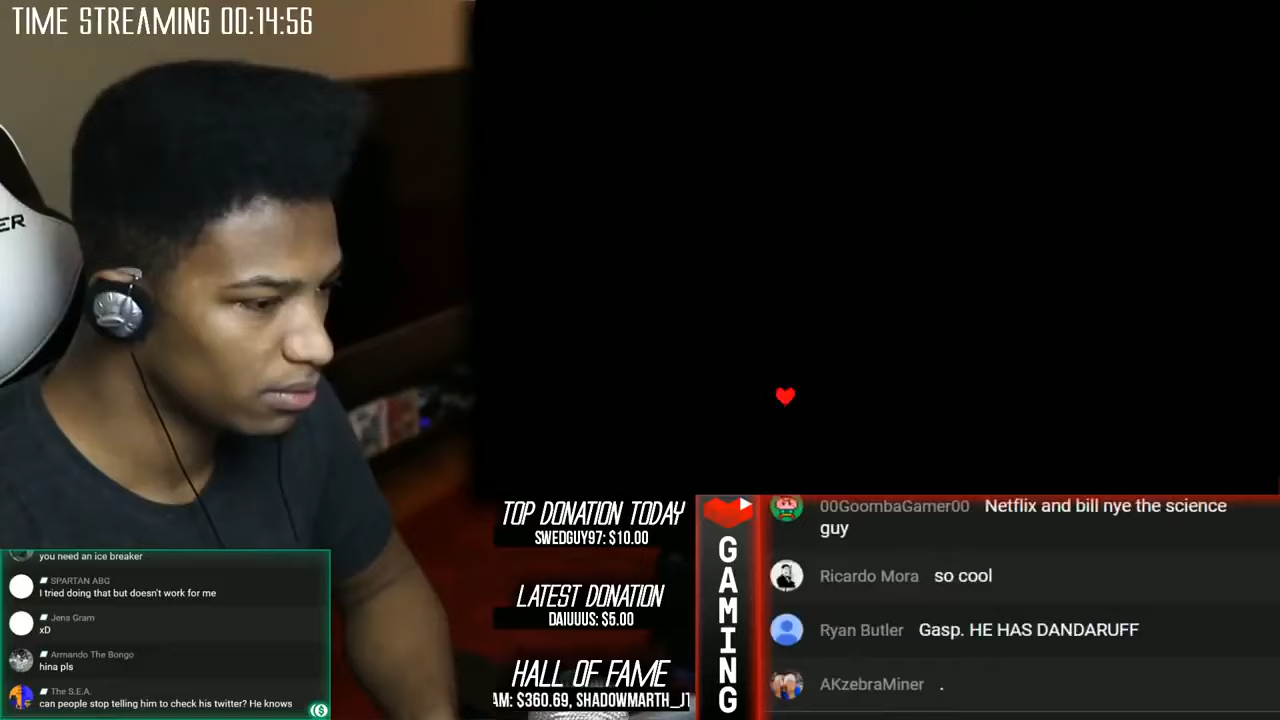 TIME STREAMING 00:14:56
ER
you need an ice breaker
SPARTAN ABG
I tried doing that but doesn't work for me
Jens Gram
xD
Armando The Bongo
hina pls
The S.E.A.
can people stop telling him to check his twitter? He knows
TOP DONATION TODAY
SWEDGUY97: $10.00
LATEST DONATION
DAIUUUS: $5.00
HALL OF FAME
AM: $360.69, SHADOWMARTH_J1
GAMING
00GoombaGamer00 Netflix and bill nye the science
guy
Ricardo Mora so cool
Ryan Butler Gasp. HE HAS DANDARUFF
AKzebraMiner .